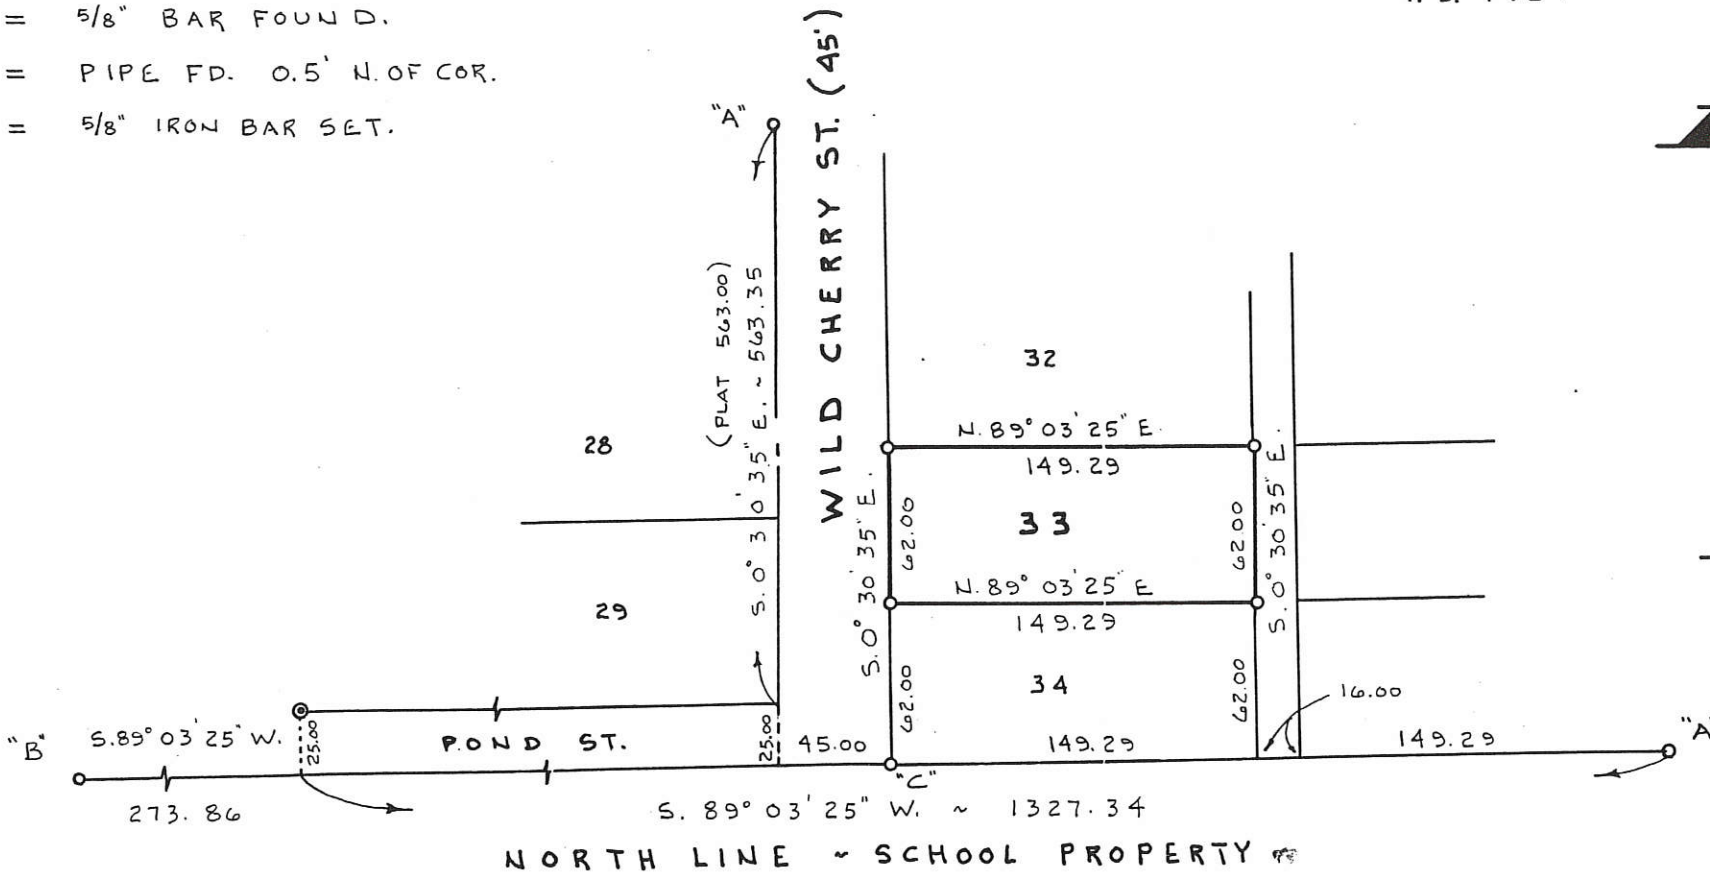 = 5/8" BAR FOUND.
= PIPE FD. 0.5' N. OF COR.
= 5/8" IRON BAR SET.
"A"
WILD CHERRY ST. (45')
(PLAT 563.00)
S. 0° 30' 35" E. ~ 563.35
32
28
N. 89° 03' 25" E.
149.29
S. 0° 30' 35" E.
62.00
33
62.00
S. 0° 30' 35" E.
N. 89° 03' 25" E
149.29
29
62.00
34
62.00
16.00
"B"
S. 89° 03' 25" W.
25.00
POND ST.
25.00
45.00
149.29
149.29
"A
"C"
273.86
S. 89° 03' 25" W. ~ 1327.34
NORTH LINE ~ SCHOOL PROPERTY